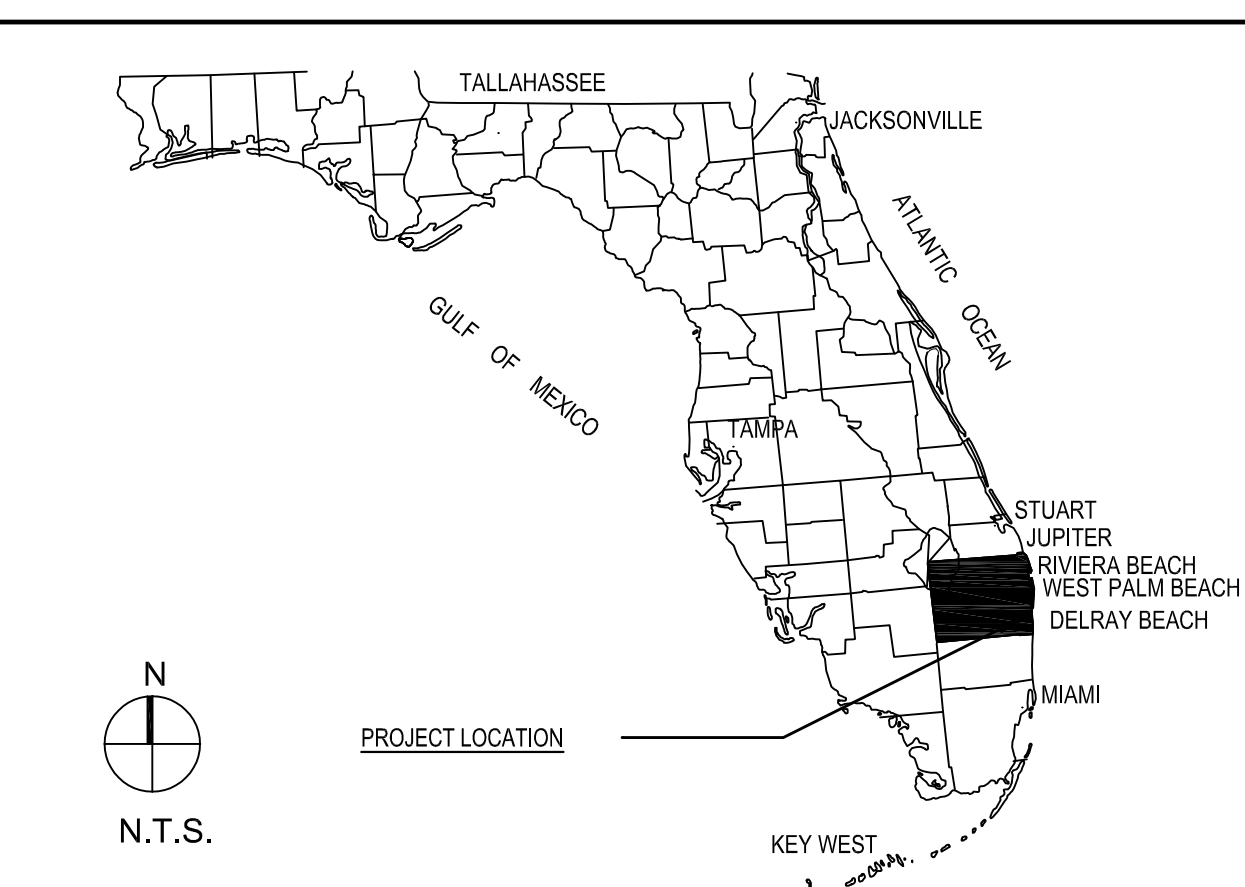 TALLAHASSEE
JACKSONVILLE
ATLANTIC OCEAN
GULF OF MEXICO
TAMPA
STUART
JUPITER
RIVIERA BEACH
WEST PALM BEACH
DELRAY BEACH
N
MIAMI
PROJECT LOCATION
N.T.S.
KEY WEST